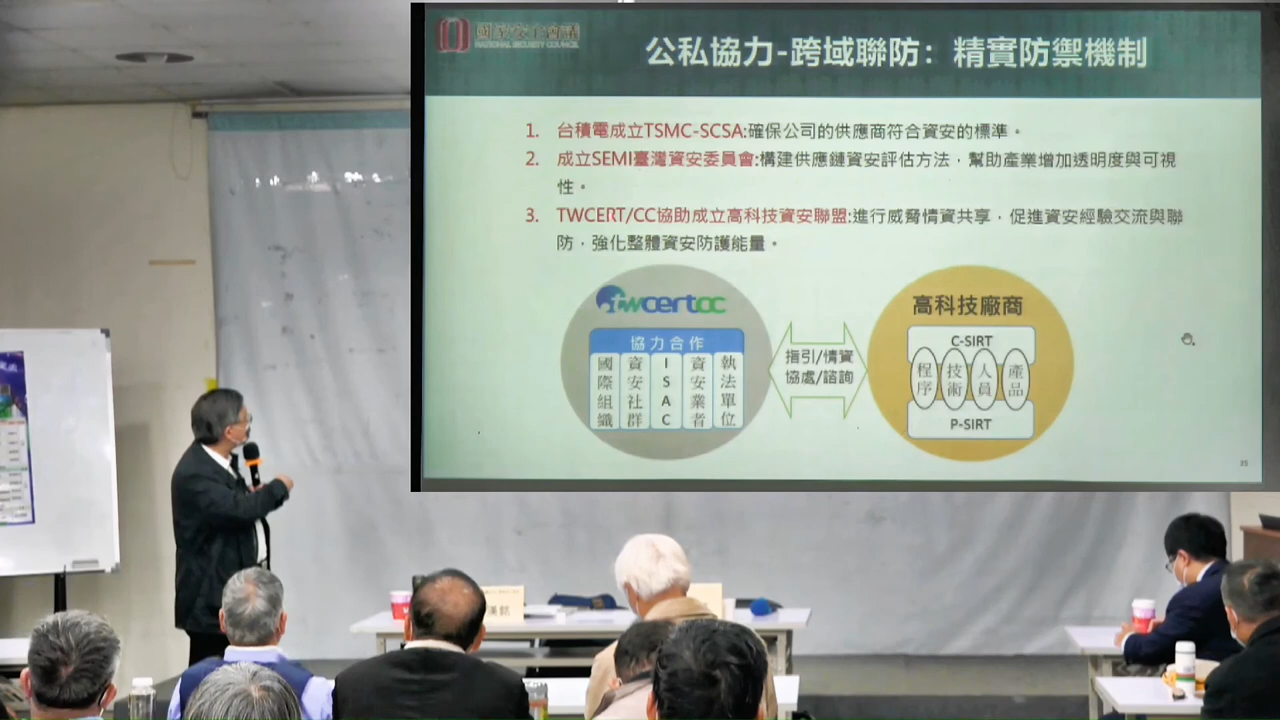 國家安全會議
NATIONAL SECURITY COUNCIL
公私協力-跨域聯防：精實防禦機制
1. 台積電成立TSMC-SCSA:確保公司的供應商符合資安的標準。
2. 成立SEMI臺灣資安委員會:構建供應鏈資安評估方法，幫助產業增加透明度與可視
性。
3. TWCERT/CC協助成立高科技資安聯盟:進行威脅情資共享，促進資安經驗交流與聯
防，強化整體資安防護能量。
twcertcc
協力合作
國際組織
資安社群
ISAC
資安業者
執法單位
指引/情資
協處/諮詢
高科技廠商
C-SIRT
程序
技術
人員
產品
P-SIRT
35
漢銘